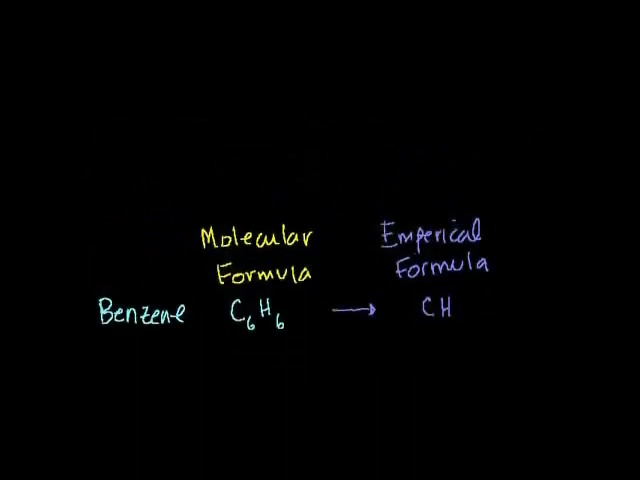 Molecular Emperical
Formula Formula
Benzene C₆H₆ → CH